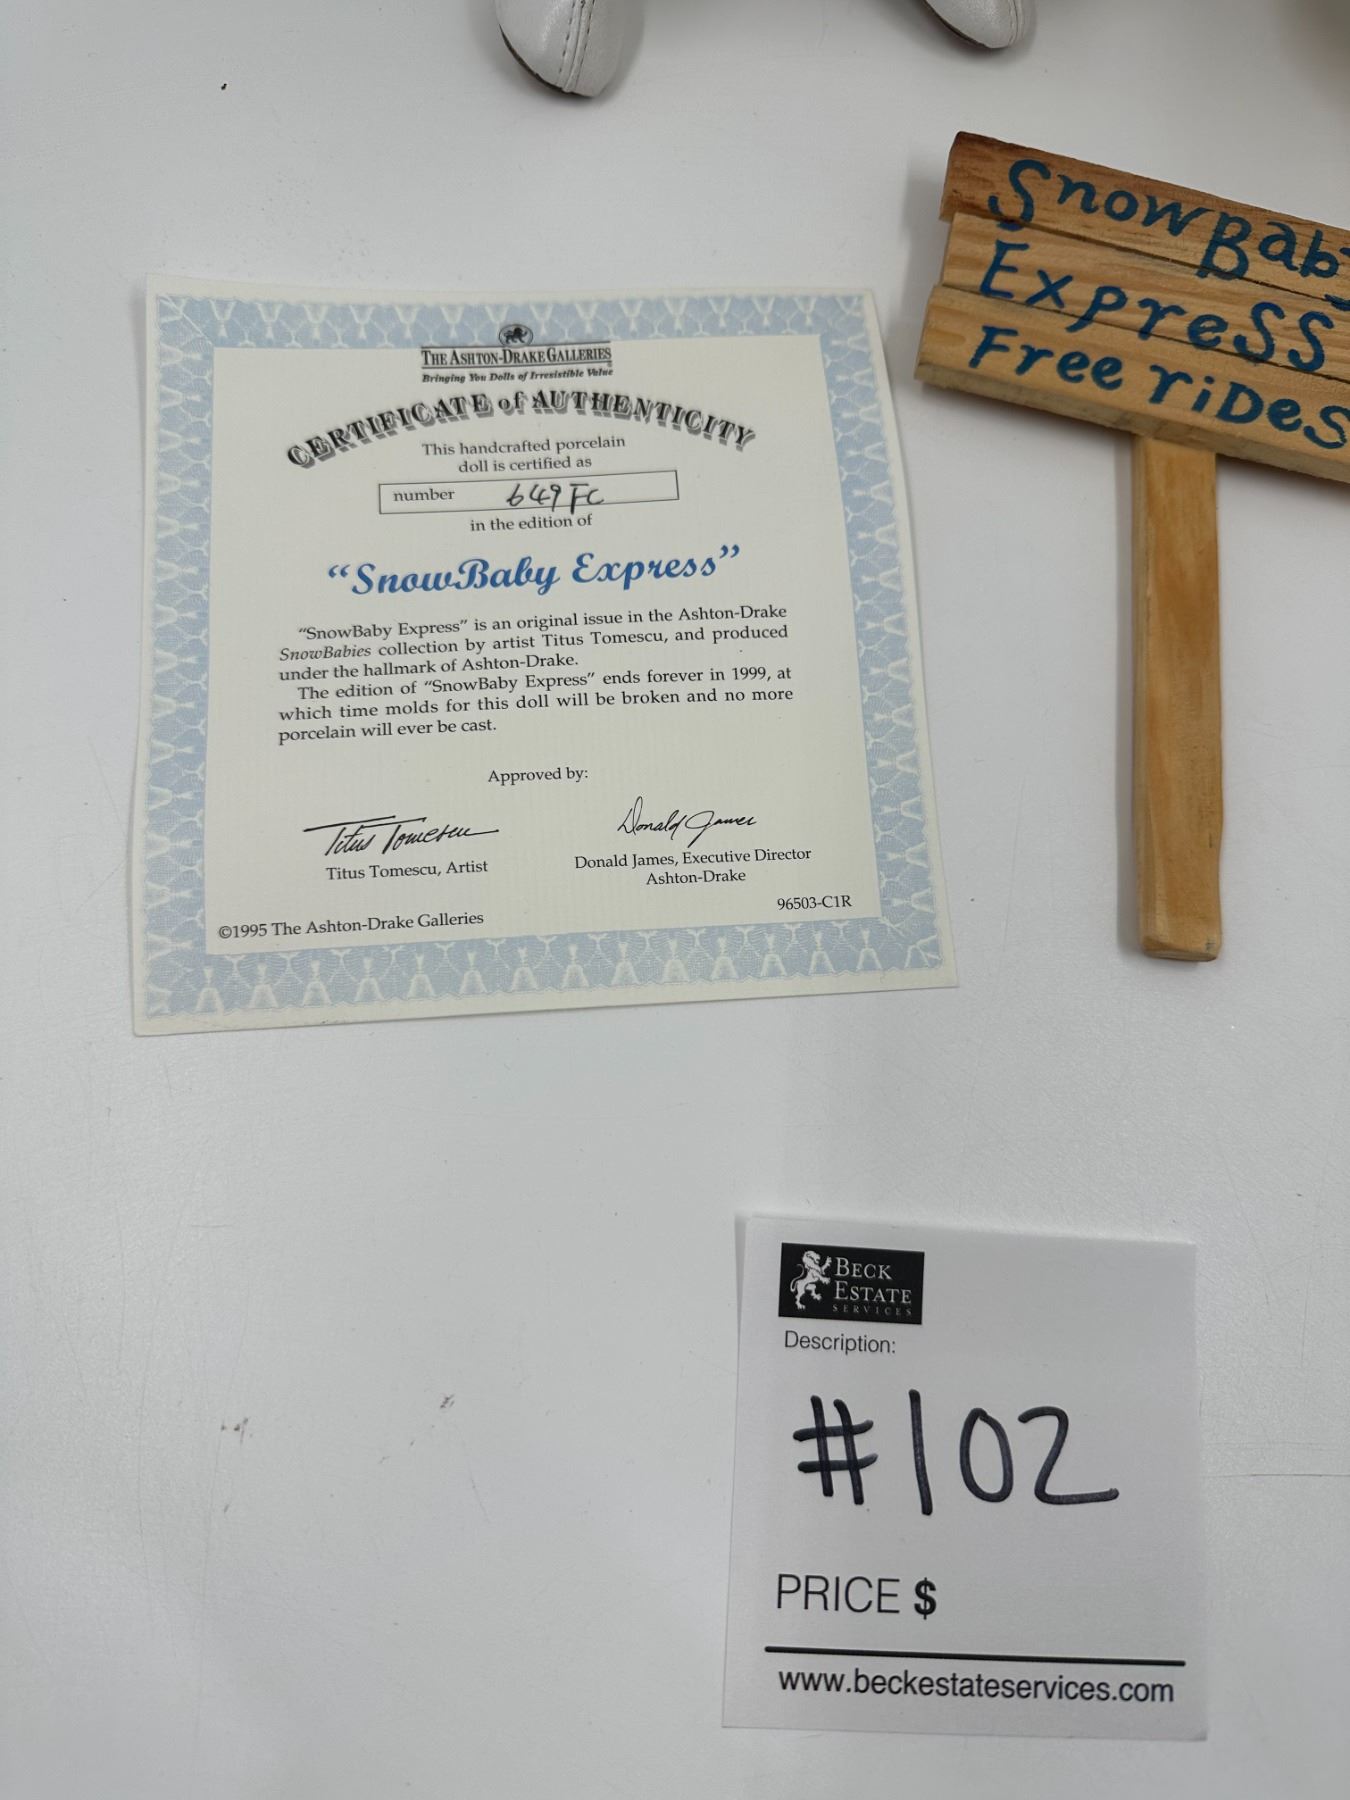 SnowBaby
Express
Free riDes
THE ASHTON-DRAKE GALLERIES
Bringing You Dolls of Irresistible Value
CERTIFICATE of AUTHENTICITY
This handcrafted porcelain
doll is certified as
number 649FC
in the edition of
“SnowBaby Express”
“SnowBaby Express” is an original issue in the Ashton-Drake
SnowBabies collection by artist Titus Tomescu, and produced
under the hallmark of Ashton-Drake.
The edition of “SnowBaby Express” ends forever in 1999, at
which time molds for this doll will be broken and no more
porcelain will ever be cast.
Approved by:
Titus Tomescu
Donald James
Titus Tomescu, Artist
Donald James, Executive Director
Ashton-Drake
96503-C1R
©1995 The Ashton-Drake Galleries
BECK
ESTATE
SERVICES
Description:
#102
PRICE $
www.beckestateservices.com